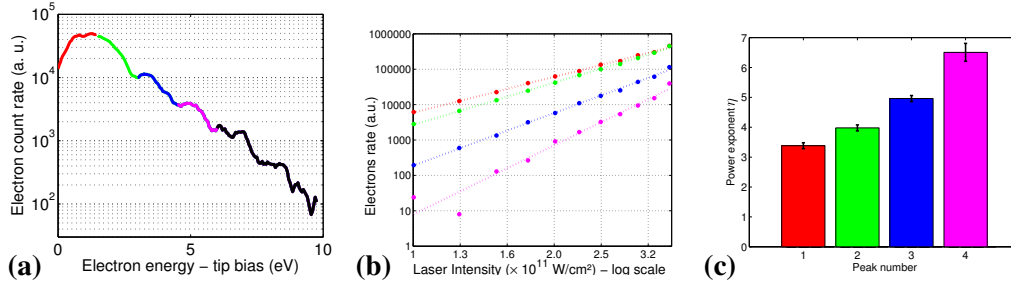 Electron count rate (a. u.)
10^5
10^4
10^3
10^2
0 5 10
Electron energy – tip bias (eV)
(a)
Electrons rate (a.u.)
1000000
100000
10000
1000
100
10
1
1 1.3 1.6 2.0 2.5 3.2
Laser Intensity (× 10^11 W/cm²) – log scale
(b)
Power exponent η
7
6
5
4
3
2
1
0
1 2 3 4
Peak number
(c)